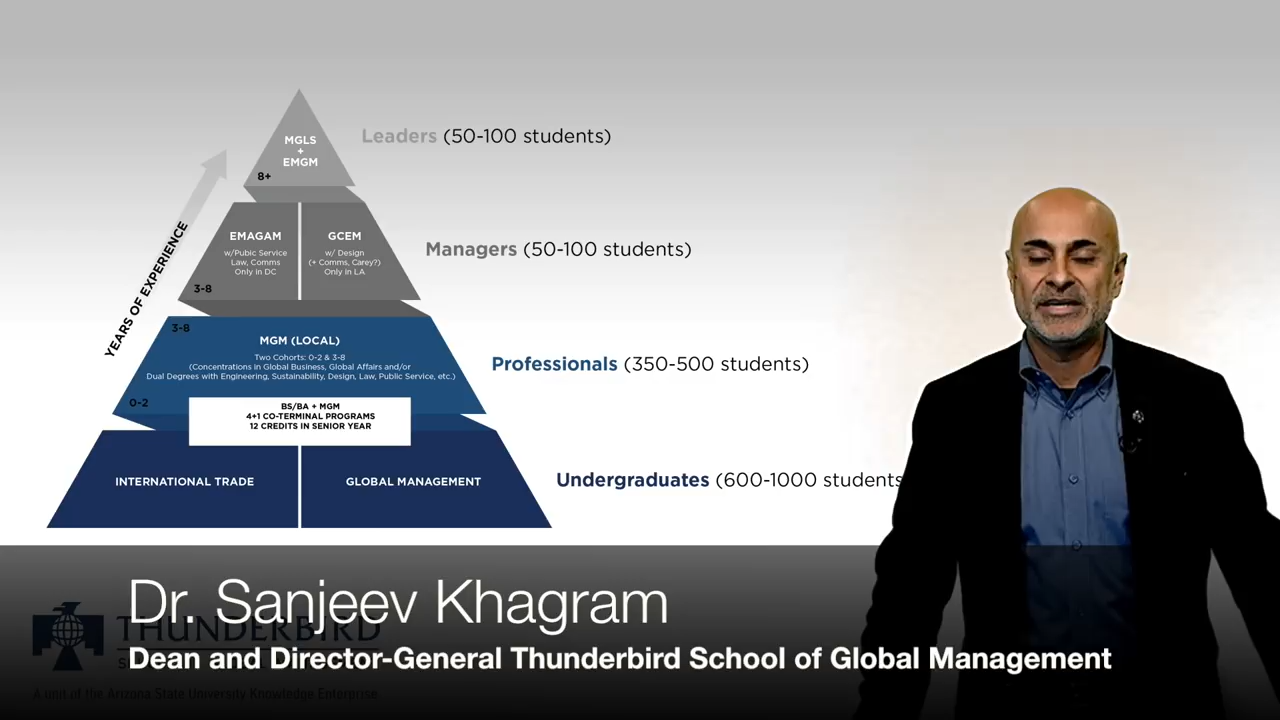 MGLS
+
EMGM
8+
Leaders (50-100 students)
YEARS OF EXPERIENCE
EMAGAM
w/Pubic Service
Law, Comms
Only in DC
GCEM
w/ Design
(+ Comms, Carey?)
Only in LA
3-8
Managers (50-100 students)
3-8
MGM (LOCAL)
Two Cohorts: 0-2 & 3-8
(Concentrations in Global Business, Global Affairs and/or
Dual Degrees with Engineering, Sustainability, Design, Law, Public Service, etc.)
0-2
Professionals (350-500 students)
BS/BA + MGM
4+1 CO-TERMINAL PROGRAMS
12 CREDITS IN SENIOR YEAR
INTERNATIONAL TRADE
GLOBAL MANAGEMENT
Undergraduates (600-1000 students
Dr. Sanjeev Khagram
THUNDERBIRD
Dean and Director-General Thunderbird School of Global Management
A unit of the Arizona State University Knowledge Enterprise